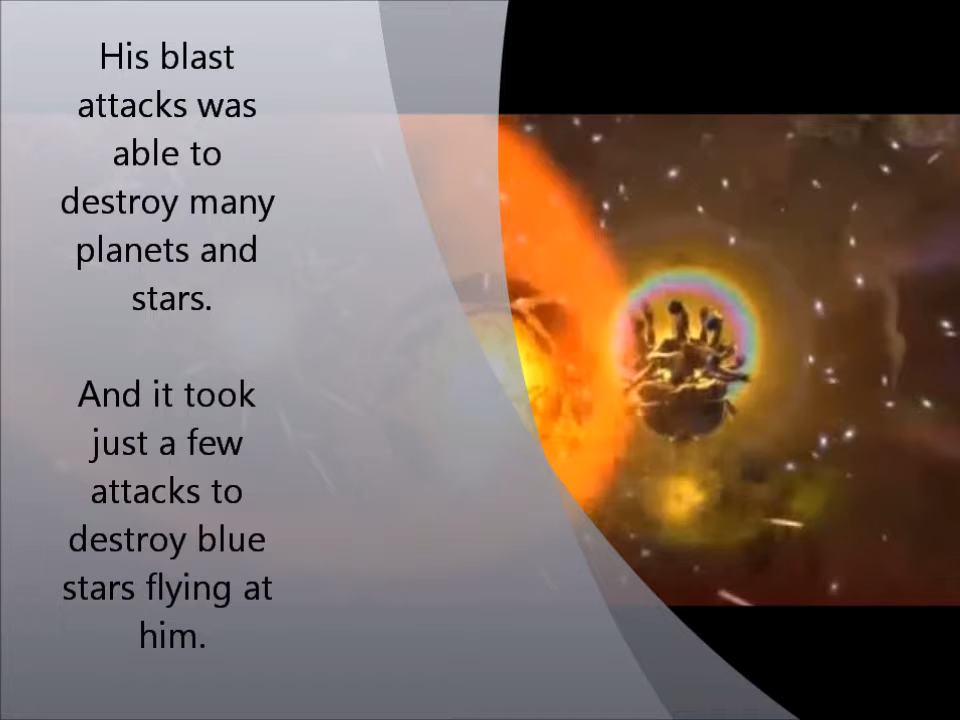 His blast
attacks was
able to
destroy many
planets and
stars.
And it took
just a few
attacks to
destroy blue
stars flying at
him.